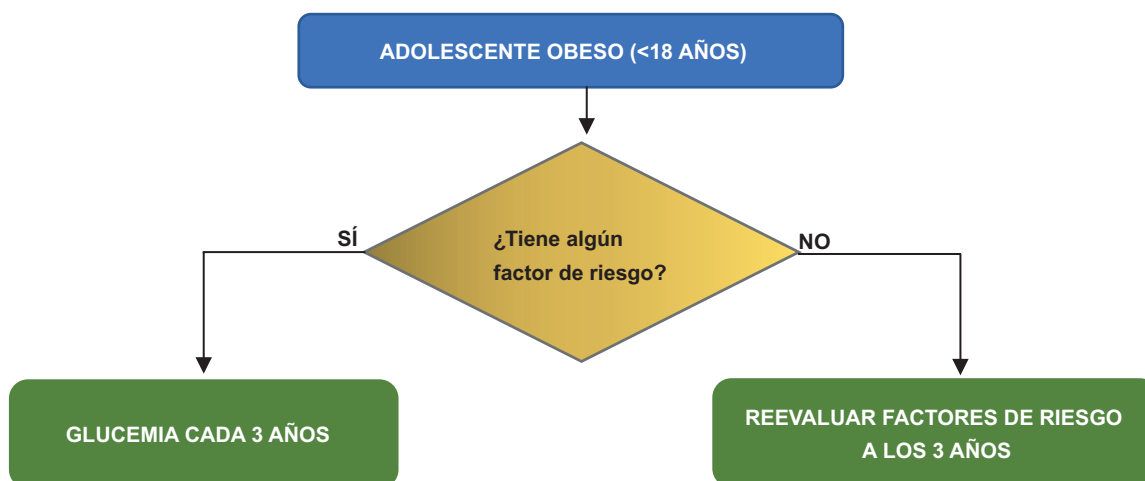 ADOLESCENTE OBESO (<18 AÑOS)
SÍ
¿Tiene algún
factor de riesgo?
NO
GLUCEMIA CADA 3 AÑOS
REEVALUAR FACTORES DE RIESGO
A LOS 3 AÑOS